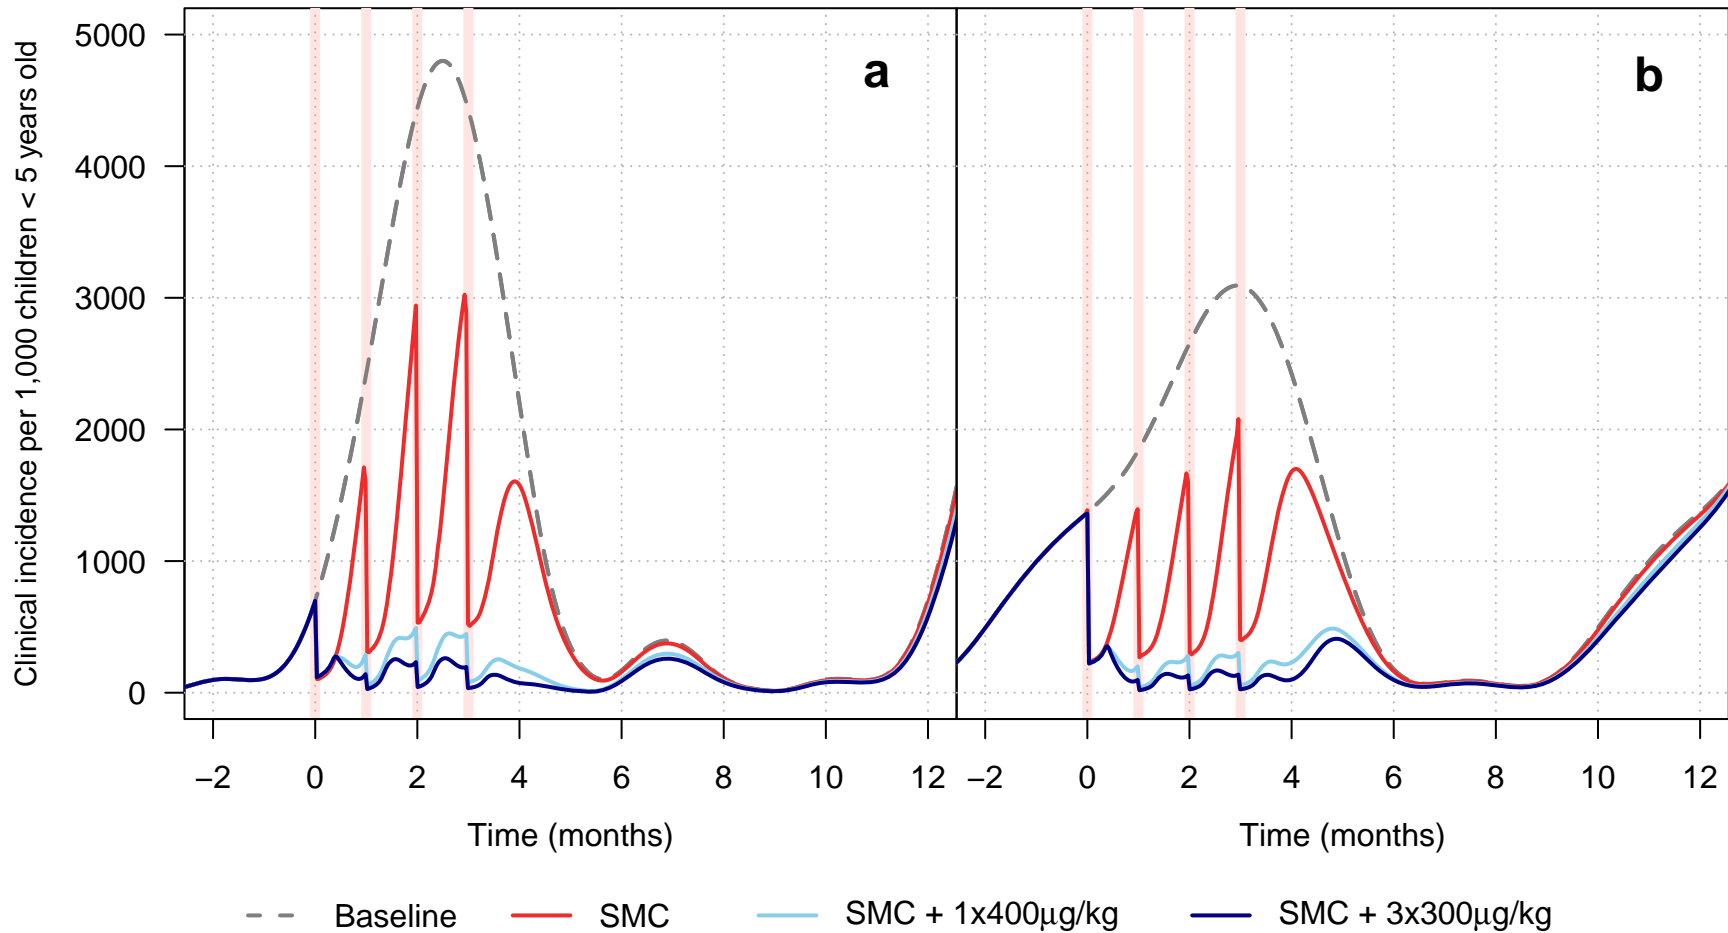 Clinical incidence per 1,000 children < 5 years old
5000
4000
3000
2000
1000
0
a
b
−2 0 2 4 6 8 10 12
−2 0 2 4 6 8 10 12
Time (months)
Time (months)
Baseline
SMC
SMC + 1x400μg/kg
SMC + 3x300μg/kg